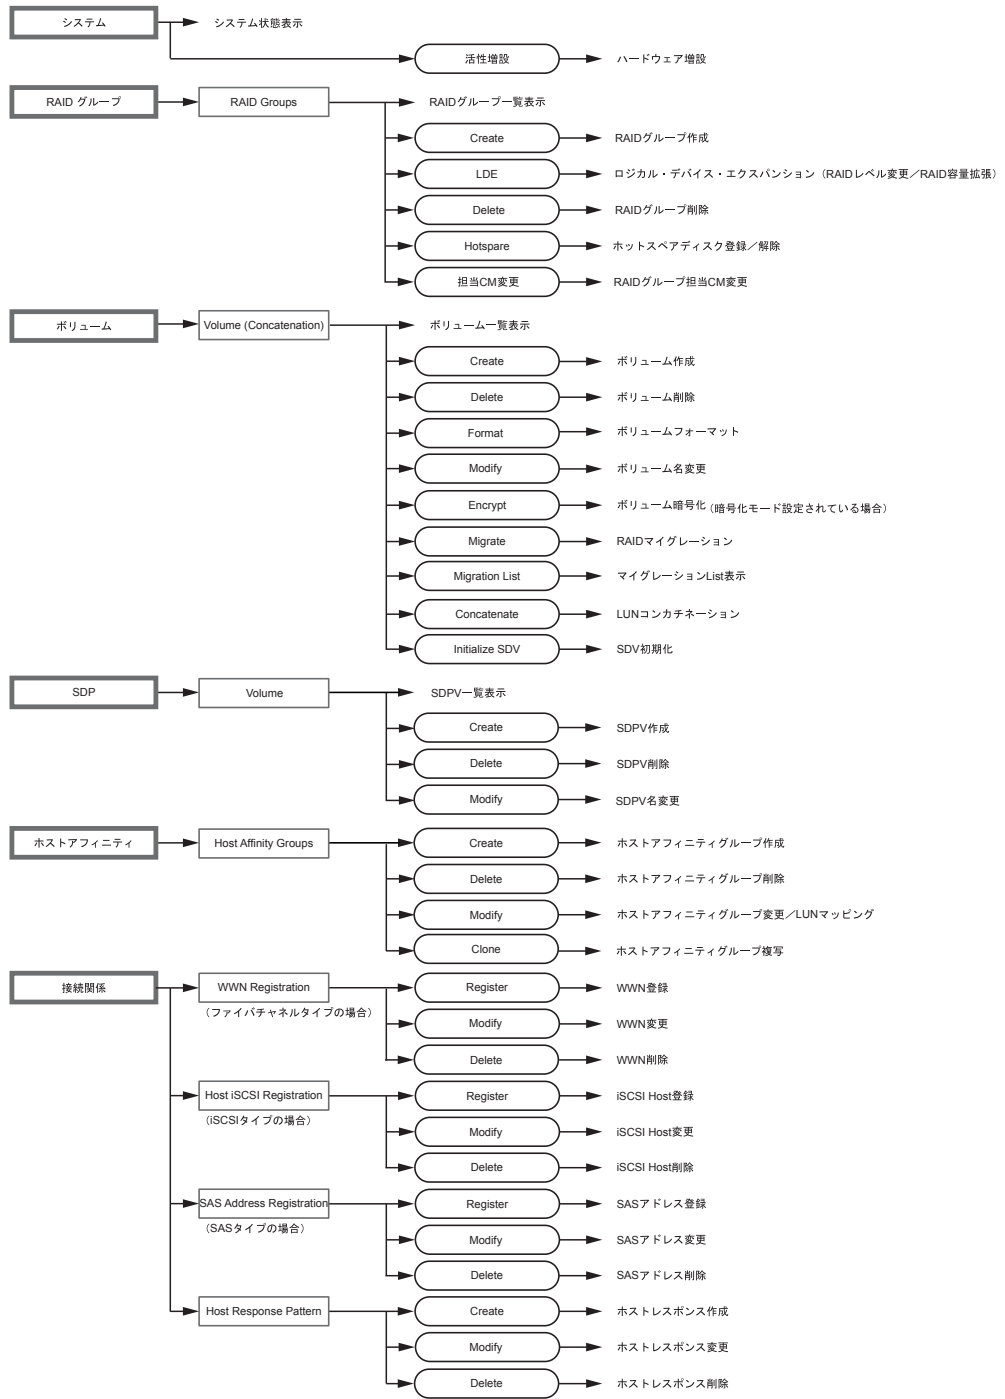 システム システム状態表示
活性増設 ハードウェア増設
RAID グループ RAID Groups RAIDグループ一覧表示
Create RAIDグループ作成
LDE ロジカル・デバイス・エクスパンション（RAIDレベル変更／RAID容量拡張）
Delete RAIDグループ削除
Hotspare ホットスペアディスク登録／解除
担当CM変更 RAIDグループ担当CM変更
ボリューム Volume (Concatenation) ボリューム一覧表示
Create ボリューム作成
Delete ボリューム削除
Format ボリュームフォーマット
Modify ボリューム名変更
Encrypt ボリューム暗号化（暗号化モード設定されている場合）
Migrate RAIDマイグレーション
Migration List マイグレーションList表示
Concatenate LUNコンカチネーション
Initialize SDV SDV初期化
SDP Volume SDPV一覧表示
Create SDPV作成
Delete SDPV削除
Modify SDPV名変更
ホストアフィニティ Host Affinity Groups Create ホストアフィニティグループ作成
Delete ホストアフィニティグループ削除
Modify ホストアフィニティグループ変更／LUNマッピング
Clone ホストアフィニティグループ複写
接続関係 WWN Registration Register WWN登録
（ファイバチャネルタイプの場合）
Modify WWN変更
Delete WWN削除
Host iSCSI Registration Register iSCSI Host登録
（iSCSIタイプの場合）
Modify iSCSI Host変更
Delete iSCSI Host削除
SAS Address Registration Register SASアドレス登録
（SASタイプの場合）
Modify SASアドレス変更
Delete SASアドレス削除
Host Response Pattern Create ホストレスポンス作成
Modify ホストレスポンス変更
Delete ホストレスポンス削除